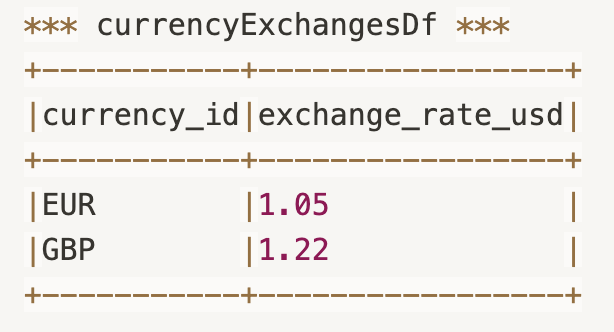 *** currencyExchangesDf ***
+-----------+-----------------+
|currency_id|exchange_rate_usd|
+-----------+-----------------+
|EUR        |1.05             |
|GBP        |1.22             |
+-----------+-----------------+